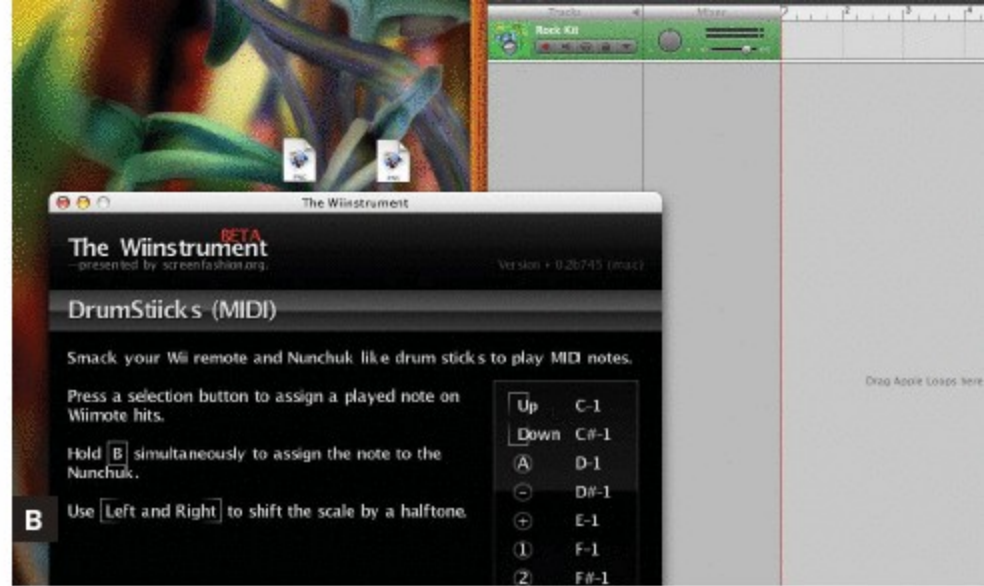 Tracks
Mixer
2
3
4
Rock Kit
The Wiinstrument
BETA
The Wiinstrument
—presented by screenfashion.org.
Version • 0.2b745 (mac)
DrumStiicks (MIDI)
Smack your Wii remote and Nunchuk like drum sticks to play MIDI notes.
Press a selection button to assign a played note on
Wiimote hits.
Hold B simultaneously to assign the note to the
Nunchuk.
Use Left and Right to shift the scale by a halftone.
Up C-1
Down C#-1
A D-1
- D#-1
+ E-1
1 F-1
2 F#-1
Drag Apple Loops here
B